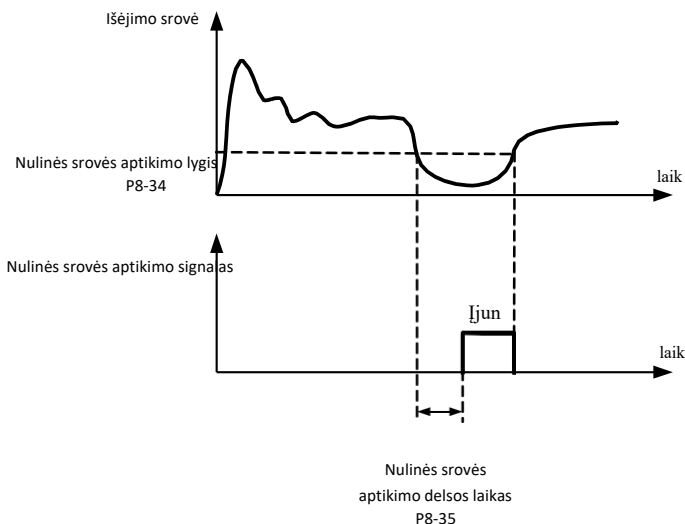 Išėjimo srovė
Nulinės srovės aptikimo lygis
P8-34
laik
Nulinės srovės aptikimo signalas
Įjun
laik
Nulinės srovės
aptikimo delsos laikas
P8-35